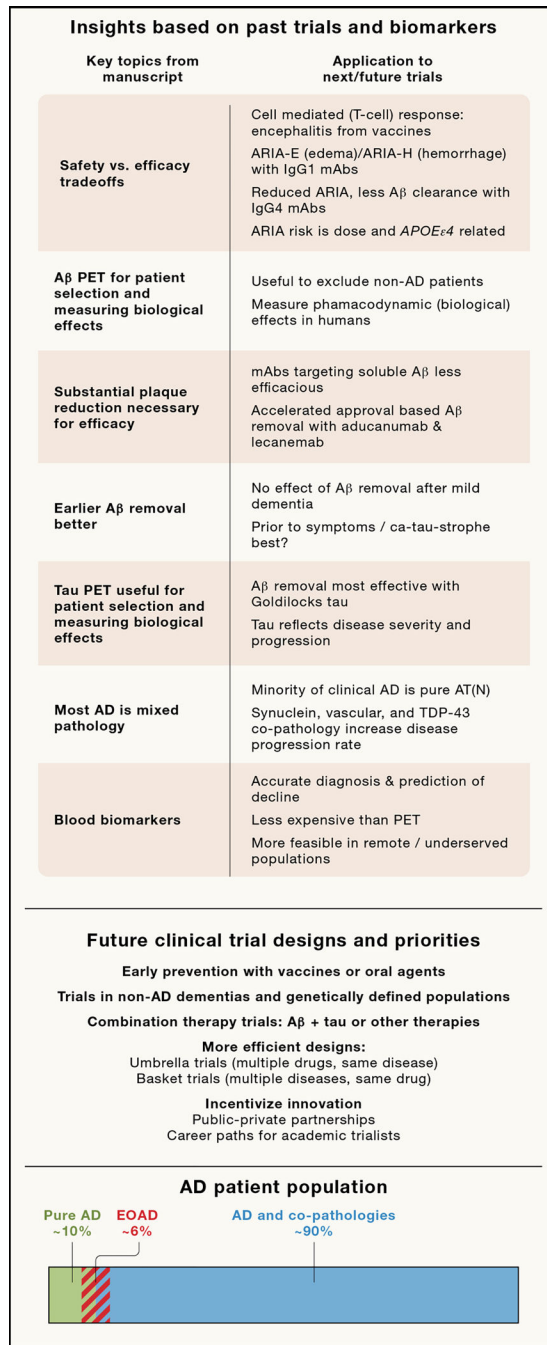 Insights based on past trials and biomarkers
Key topics from
manuscript
Application to
next/future trials
Safety vs. efficacy
tradeoffs
Cell mediated (T-cell) response:
encephalitis from vaccines
ARIA-E (edema)/ARIA-H (hemorrhage)
with IgG1 mAbs
Reduced ARIA, less Aβ clearance with
IgG4 mAbs
ARIA risk is dose and APOEε4 related
Aβ PET for patient
selection and
measuring biological
effects
Useful to exclude non-AD patients
Measure phamacodynamic (biological)
effects in humans
Substantial plaque
reduction necessary
for efficacy
mAbs targeting soluble Aβ less
efficacious
Accelerated approval based Aβ
removal with aducanumab &
lecanemab
Earlier Aβ removal
better
No effect of Aβ removal after mild
dementia
Prior to symptoms / ca-tau-strophe
best?
Tau PET useful for
patient selection and
measuring biological
effects
Aβ removal most effective with
Goldilocks tau
Tau reflects disease severity and
progression
Most AD is mixed
pathology
Minority of clinical AD is pure AT(N)
Synuclein, vascular, and TDP-43
co-pathology increase disease
progression rate
Blood biomarkers
Accurate diagnosis & prediction of
decline
Less expensive than PET
More feasible in remote / underserved
populations
Future clinical trial designs and priorities
Early prevention with vaccines or oral agents
Trials in non-AD dementias and genetically defined populations
Combination therapy trials: Aβ + tau or other therapies
More efficient designs:
Umbrella trials (multiple drugs, same disease)
Basket trials (multiple diseases, same drug)
Incentivize innovation
Public-private partnerships
Career paths for academic trialists
AD patient population
Pure AD
~10%
EOAD
~6%
AD and co-pathologies
~90%